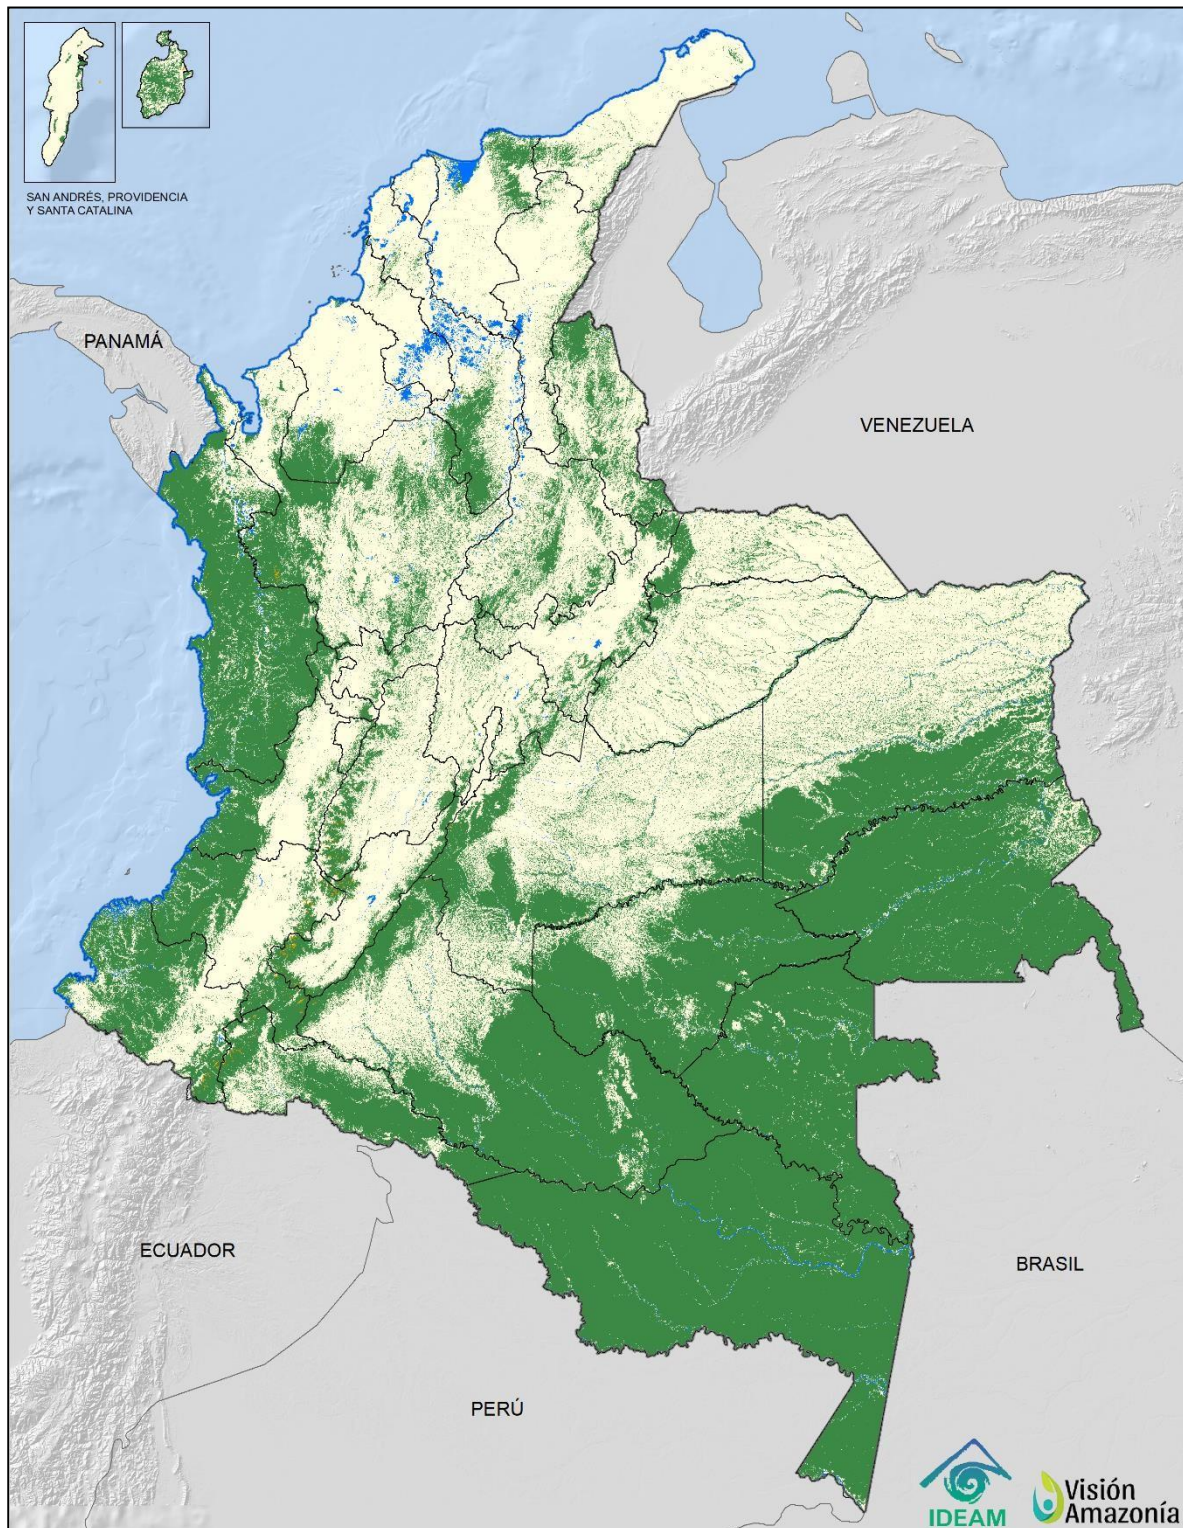 SAN ANDRÉS, PROVIDENCIA
Y SANTA CATALINA
PANAMÁ
VENEZUELA
ECUADOR
BRASIL
PERÚ
IDEAM
Visión
Amazonía